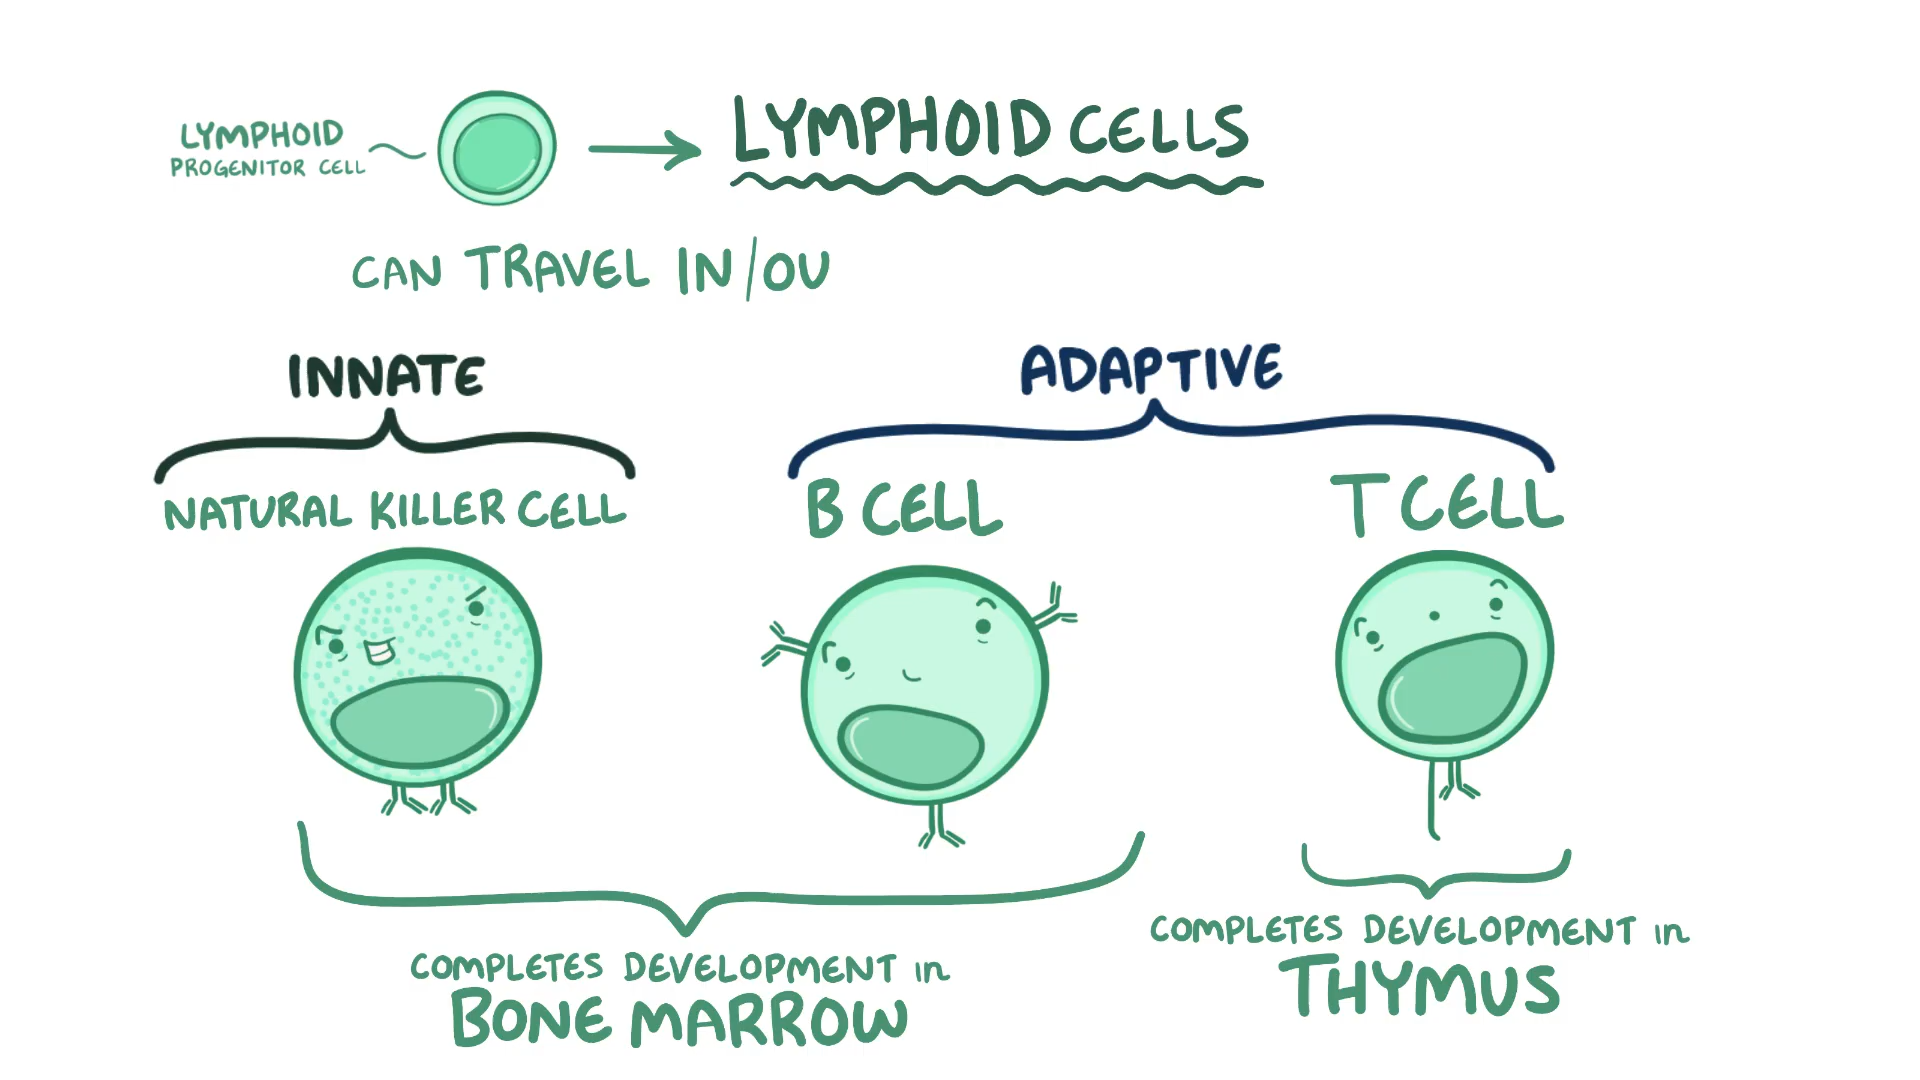 LYMPHOID
PROGENITOR CELL
LYMPHOID CELLS
CAN TRAVEL IN/OU
INNATE
ADAPTIVE
NATURAL KILLER CELL
B CELL
T CELL
COMPLETES DEVELOPMENT in
BONE MARROW
COMPLETES DEVELOPMENT in
THYMUS